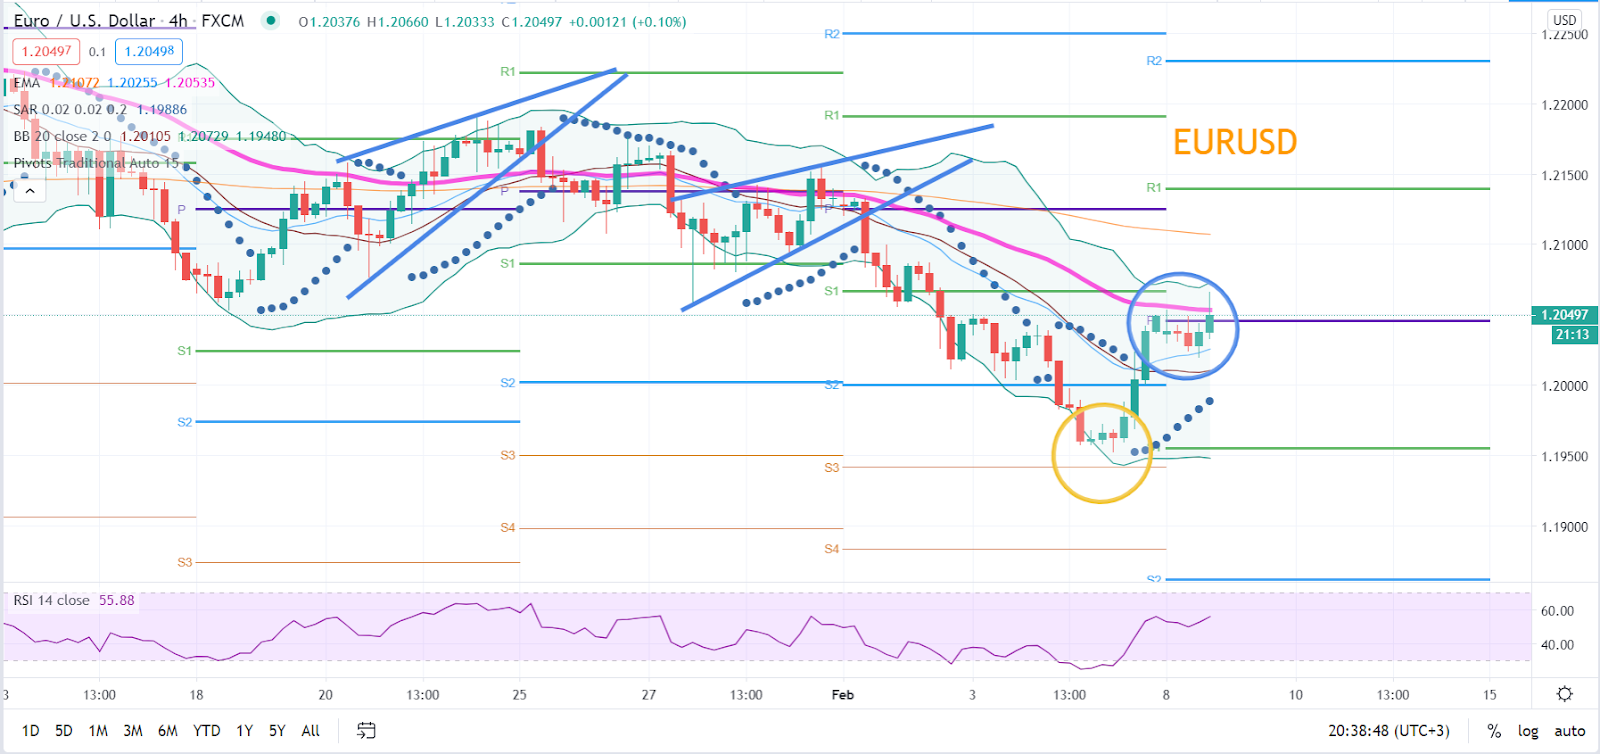 Euro / U.S. Dollar · 4h · FXCM O1.20376 H1.20660 L1.20333 C1.20497 +0.00121 (+0.10%)
1.20497 0.1 1.20498
EMA 1.21072 1.20255 1.20535
SAR 0.02 0.02 0.2 1.19886
BB 20 close 2 0 1.20105 1.20729 1.19480
Pivots Traditional Auto 15
EURUSD
USD
1.22500
1.22000
1.21500
1.21000
1.20497
21:13
1.20000
1.19500
1.19000
R2
R2
R1
R1
R1
P
P
P
P
S1
S1
S1
S2
S2
S2
S2
S3
S3
S3
S4
S4
RSI 14 close 55.88
60.00
40.00
3 13:00 18 20 13:00 25 27 13:00 Feb 3 13:00 8 10 13:00 15
1D 5D 1M 3M 6M YTD 1Y 5Y All 20:38:48 (UTC+3) % log auto